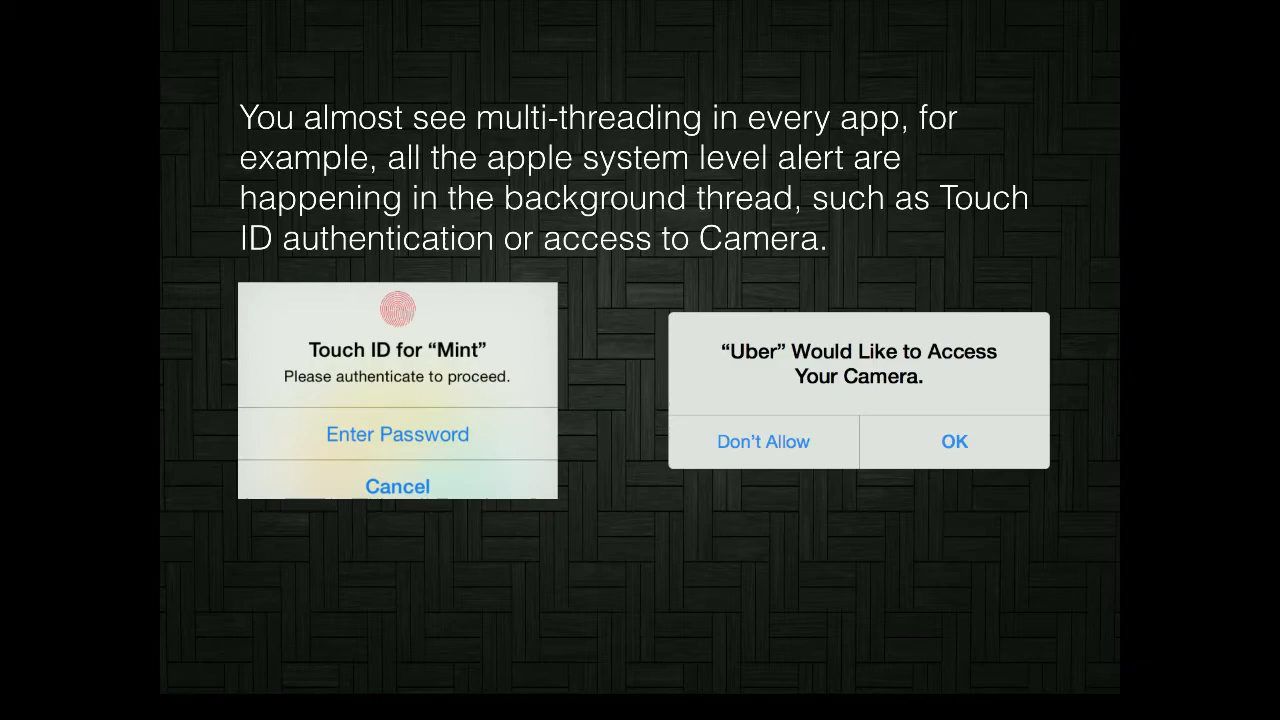 You almost see multi-threading in every app, for
example, all the apple system level alert are
happening in the background thread, such as Touch
ID authentication or access to Camera.
Touch ID for “Mint”
Please authenticate to proceed.
Enter Password
Cancel
“Uber” Would Like to Access
Your Camera.
Don’t Allow
OK